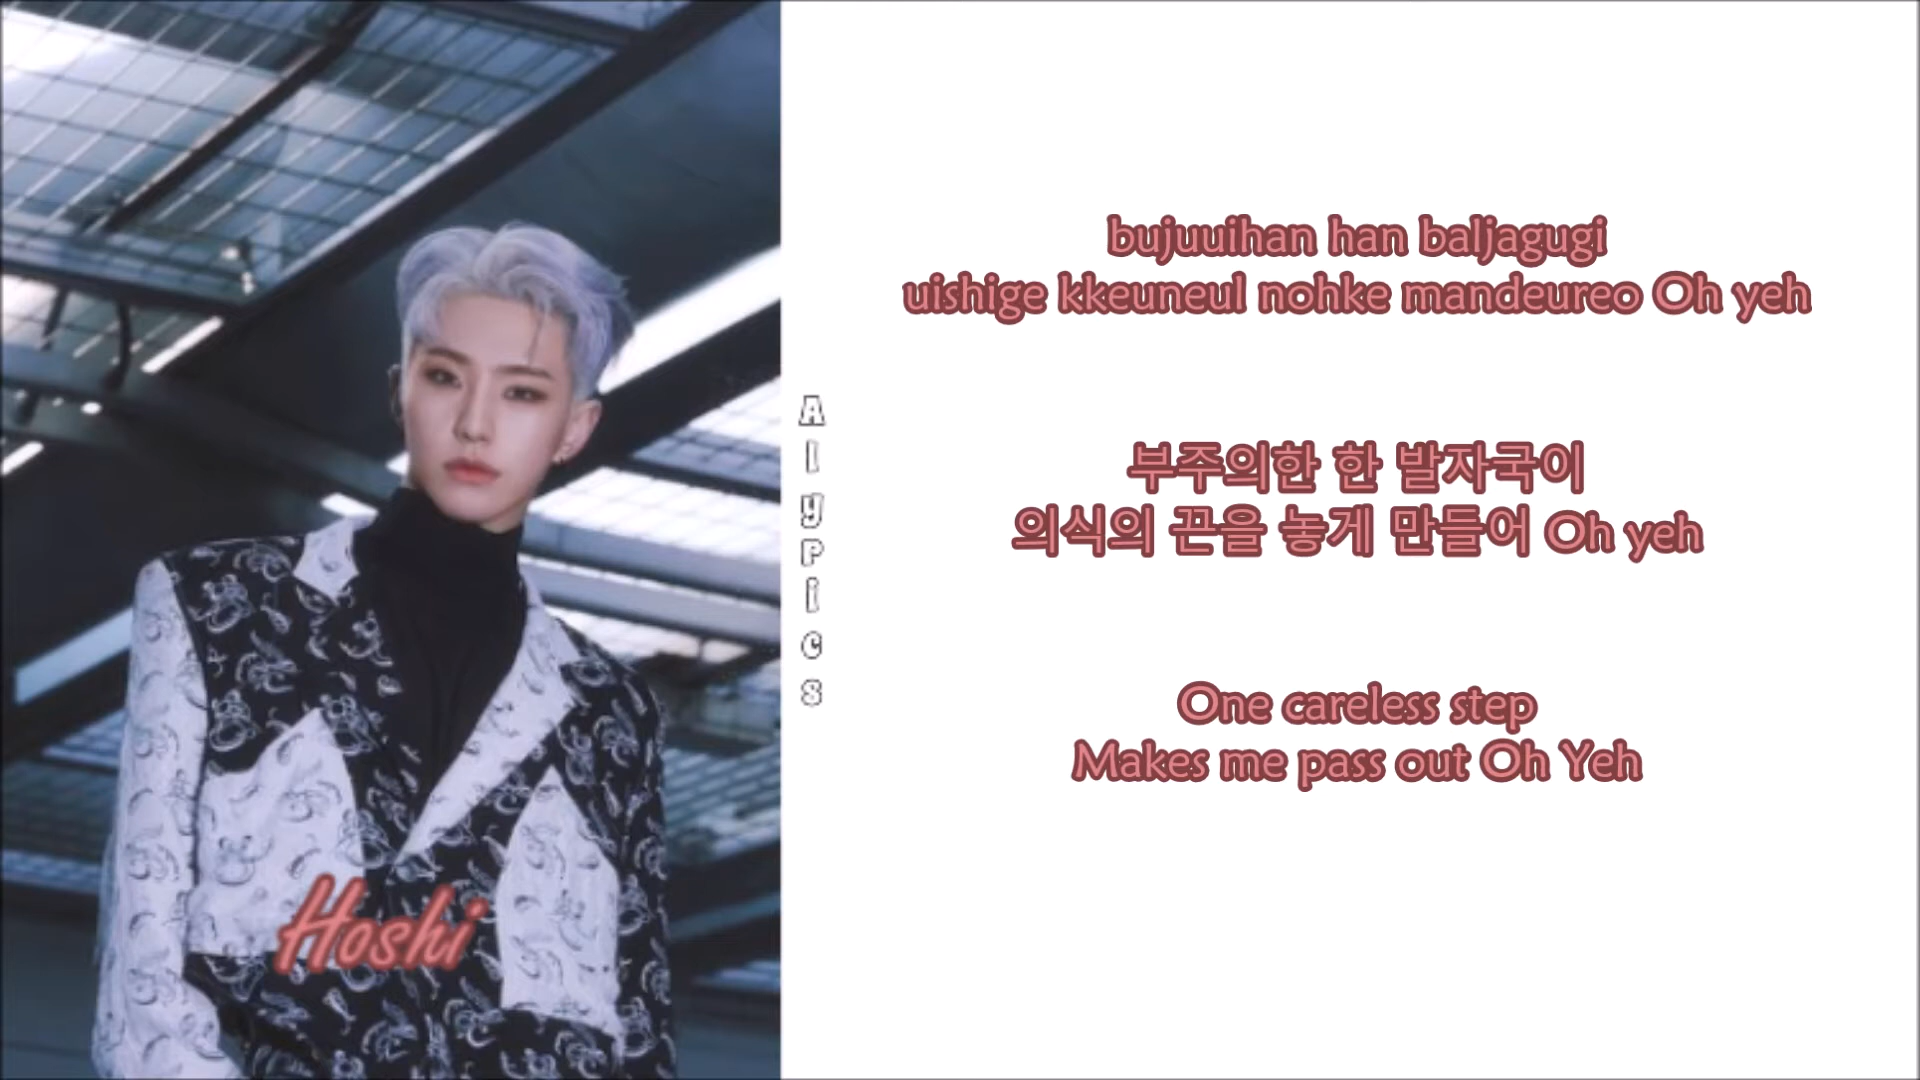 bujuuihan han baljagugi
uishige kkeuneul nohke mandeureo Oh yeh
AlyPics
부주의한 한 발자국이
의식의 끈을 놓게 만들어 Oh yeh
One careless step
Makes me pass out Oh Yeh
Hoshi